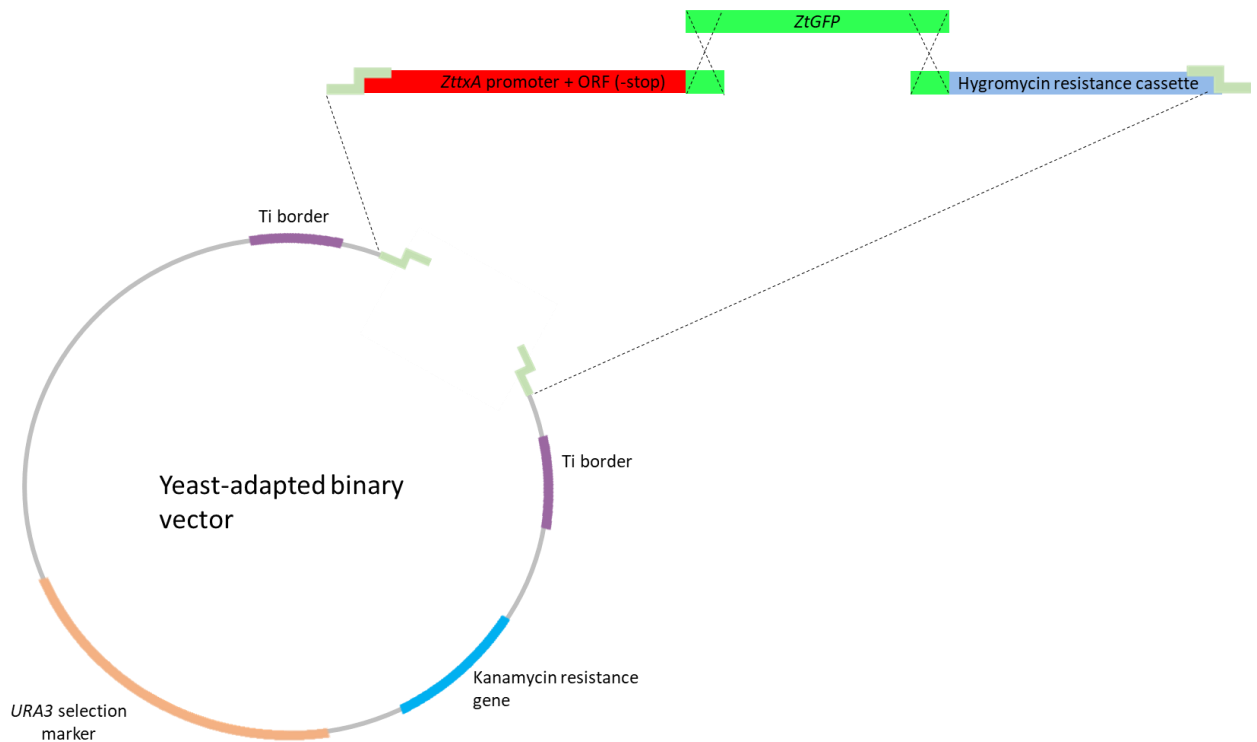 ZtGFP
ZttxA promoter + ORF (-stop)
Hygromycin resistance cassette
Ti border
Ti border
Yeast-adapted binary
vector
Kanamycin resistance
gene
URA3 selection
marker